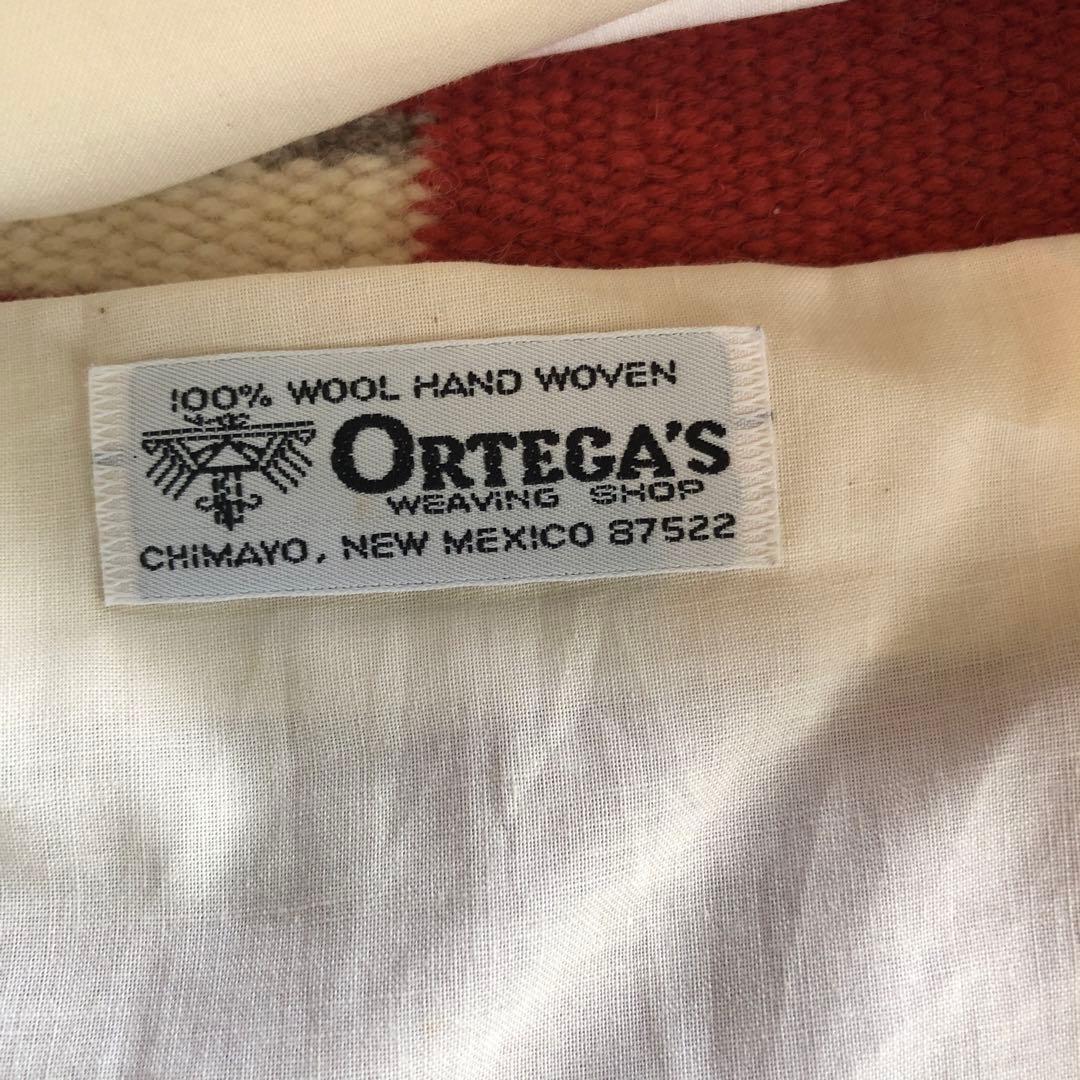 100% WOOL HAND WOVEN
ORTEGA'S
WEAVING SHOP
CHIMAYO, NEW MEXICO 87522